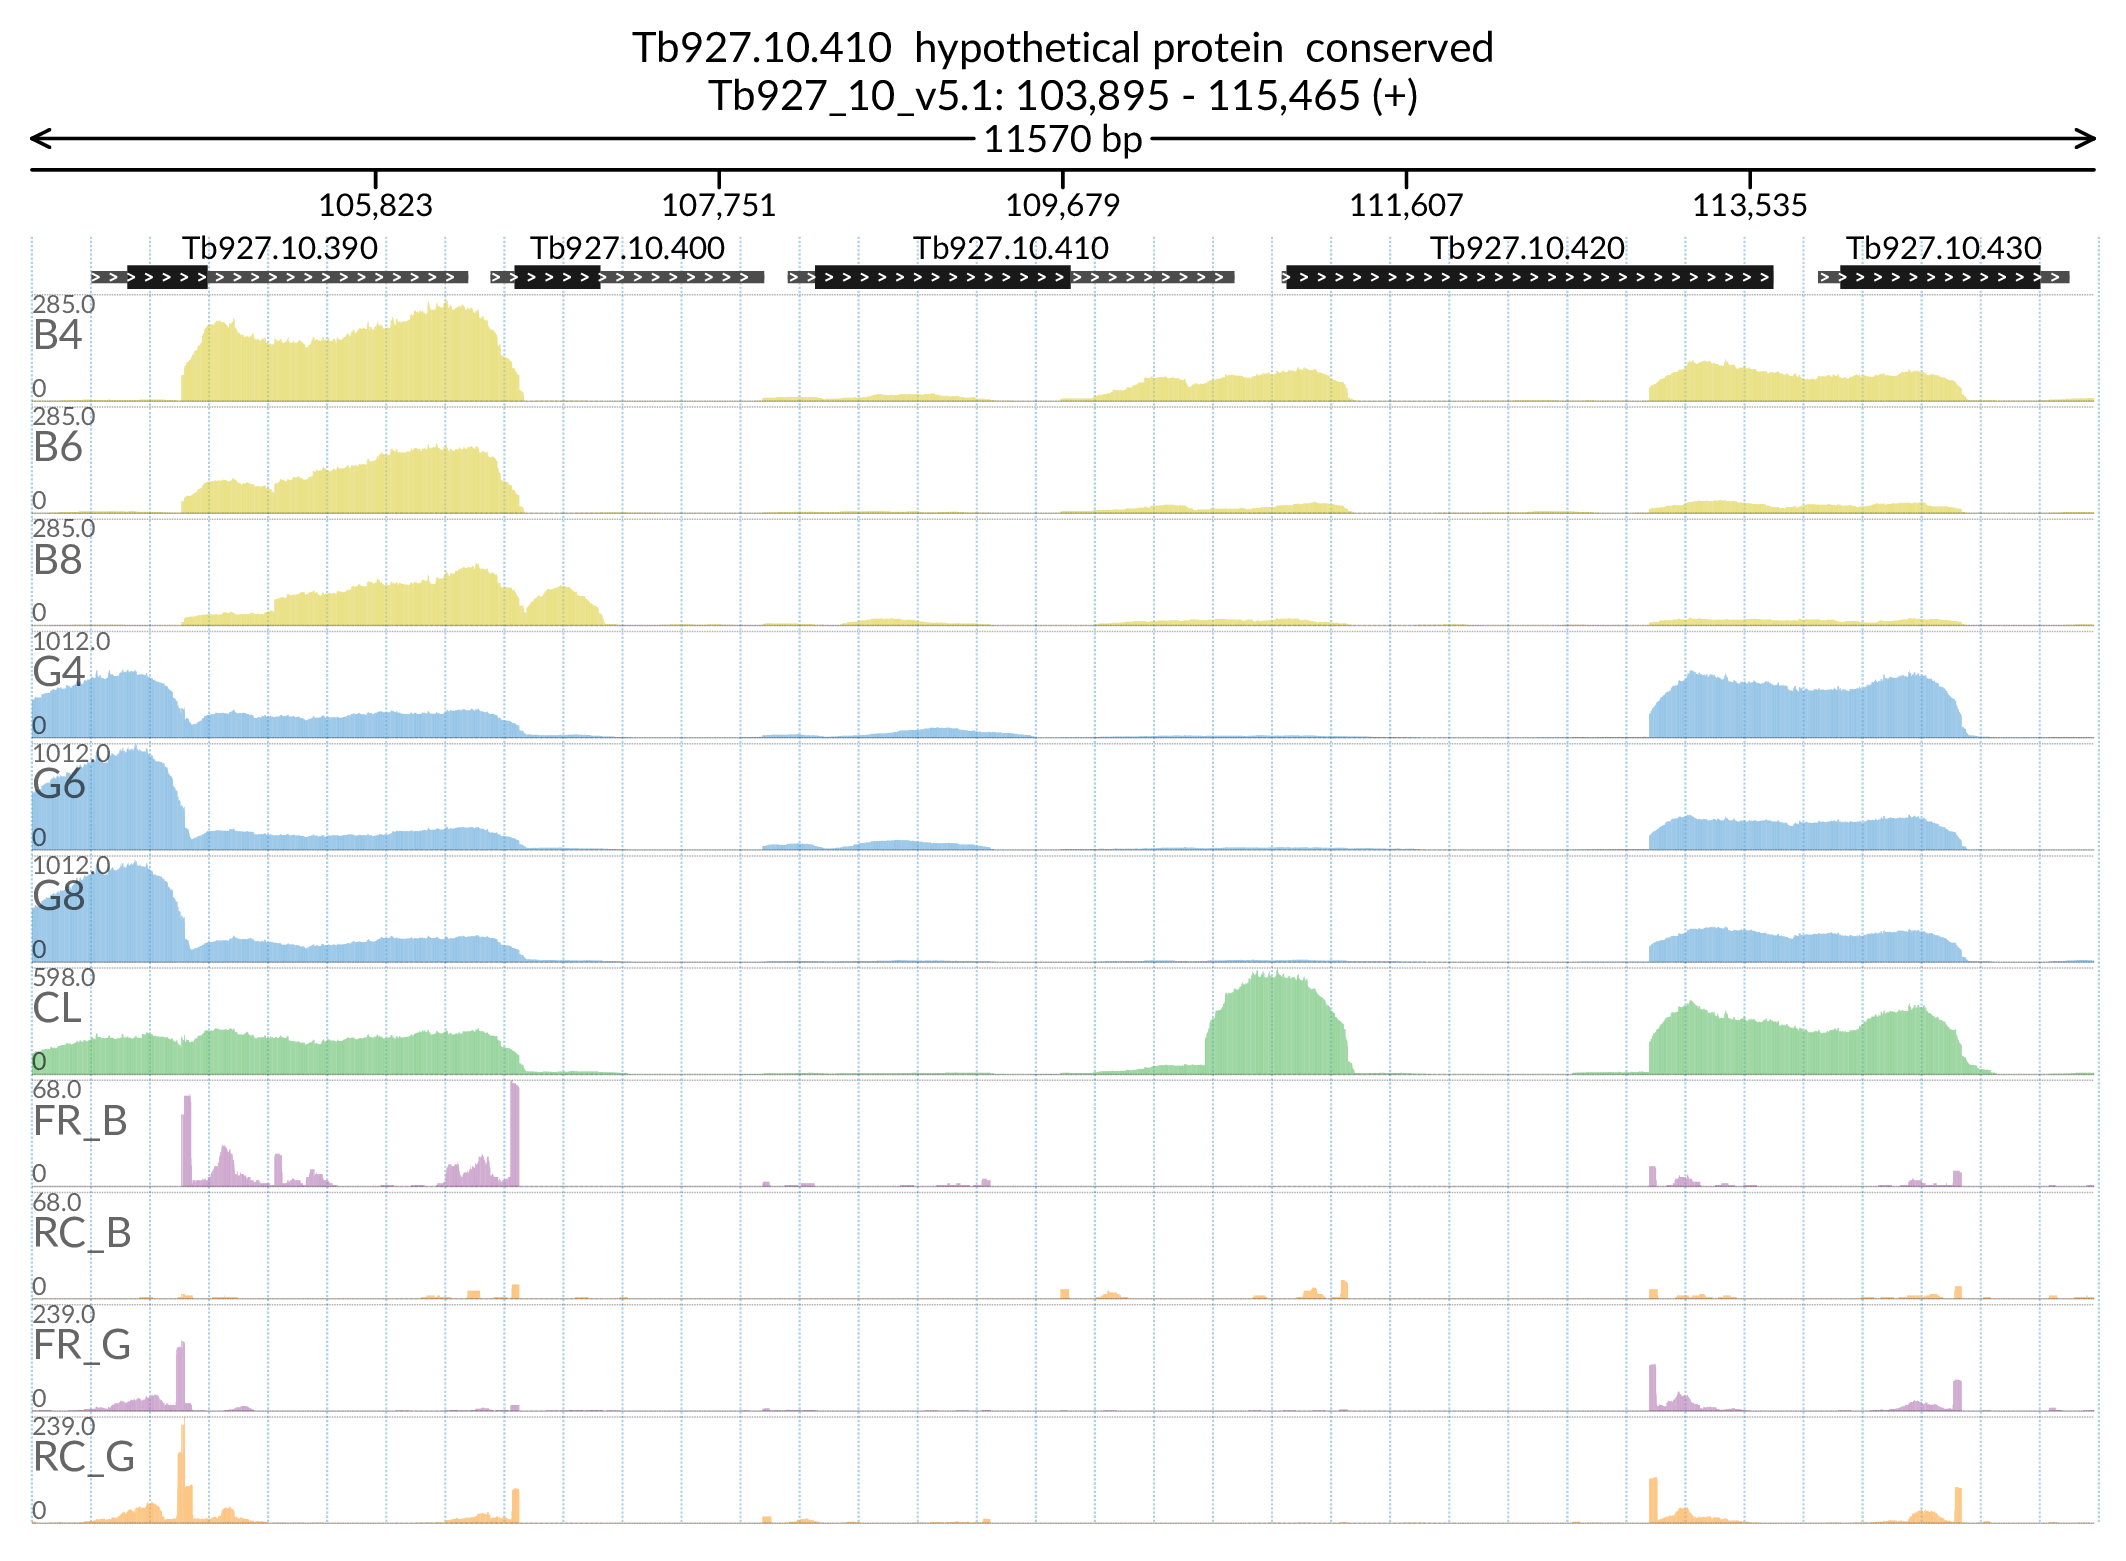 Tb927.10.410 hypothetical protein conserved
Tb927_10_v5.1: 103,895 - 115,465 (+)
11570 bp
105,823 107,751 109,679 111,607 113,535
Tb927.10.390 Tb927.10.400 Tb927.10.410 Tb927.10.420 Tb927.10.430
285.0
B4
0
285.0
B6
0
285.0
B8
0
1012.0
G4
0
1012.0
G6
0
1012.0
G8
0
598.0
CL
0
68.0
FR_B
0
68.0
RC_B
0
239.0
FR_G
0
239.0
RC_G
0